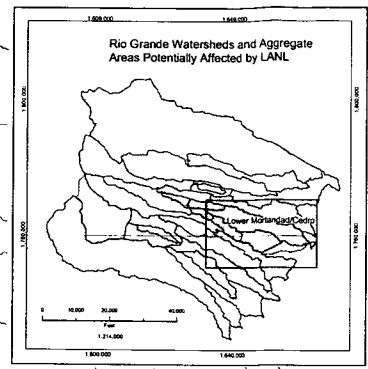 1,600,000 1,640,000
Rio Grande Watersheds and Aggregate
Areas Potentially Affected by LANL
1,800,000 1,800,000
Lower Mortandad/Cedro
1,760,000 1,760,000
0 10,000 20,000 40,000
Feet
1:214,000
1,600,000 1,640,000